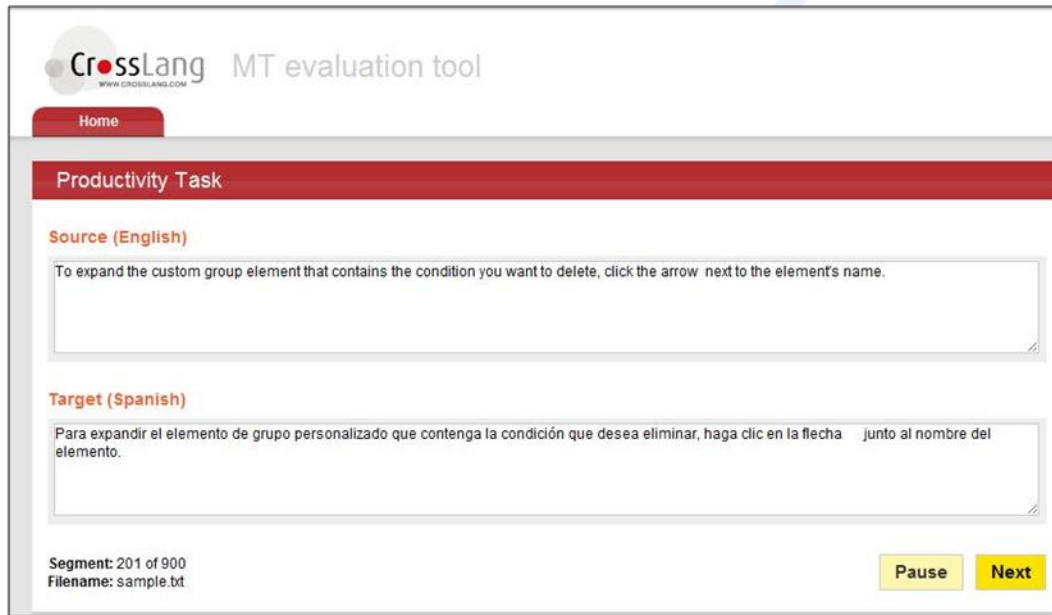 CrossLang MT evaluation tool
WWW.CROSSLANG.COM
Home
Productivity Task
Source (English)
To expand the custom group element that contains the condition you want to delete, click the arrow  next to the element's name.
Target (Spanish)
Para expandir el elemento de grupo personalizado que contenga la condición que desea eliminar, haga clic en la flecha    junto al nombre del
elemento.
Segment: 201 of 900
Filename: sample.txt
Pause Next